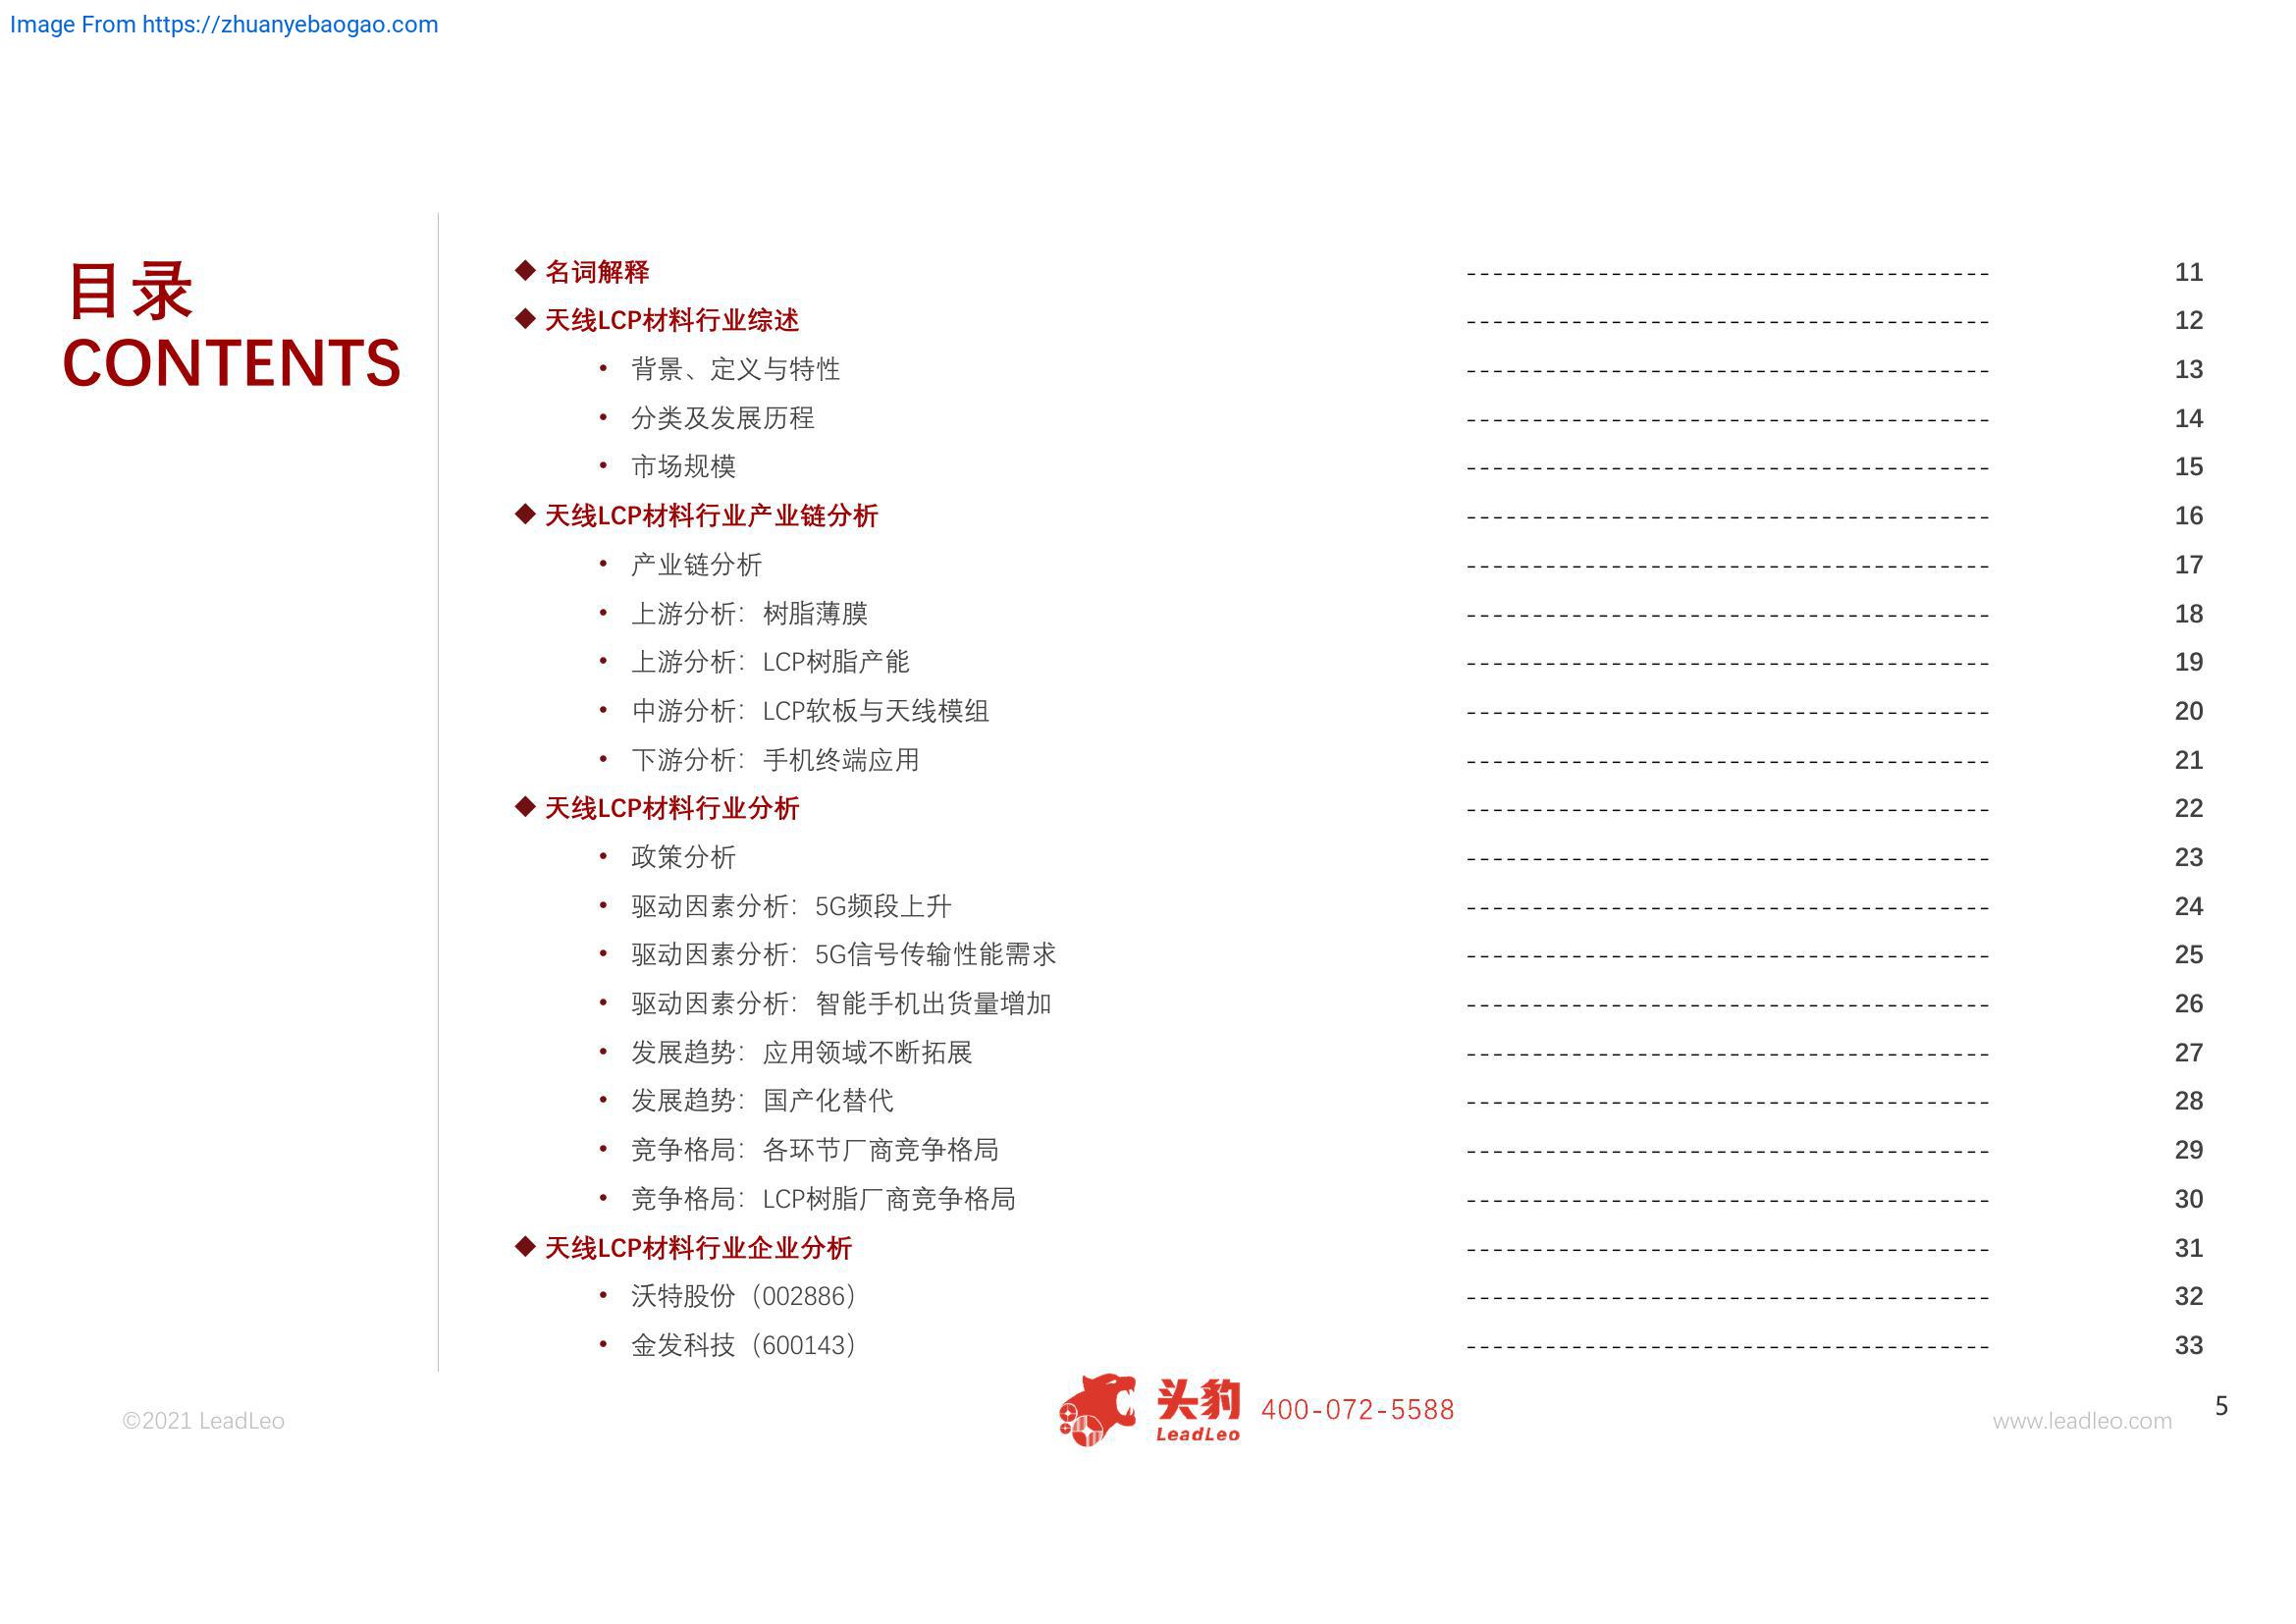 Image From https://zhuanyebaogao.com
目录
CONTENTS
◆ 名词解释 ---------------------------------------- 11
◆ 天线LCP材料行业综述 ---------------------------------------- 12
• 背景、定义与特性 ---------------------------------------- 13
• 分类及发展历程 ---------------------------------------- 14
• 市场规模 ---------------------------------------- 15
◆ 天线LCP材料行业产业链分析 ---------------------------------------- 16
• 产业链分析 ---------------------------------------- 17
• 上游分析：树脂薄膜 ---------------------------------------- 18
• 上游分析：LCP树脂产能 ---------------------------------------- 19
• 中游分析：LCP软板与天线模组 ---------------------------------------- 20
• 下游分析：手机终端应用 ---------------------------------------- 21
◆ 天线LCP材料行业分析 ---------------------------------------- 22
• 政策分析 ---------------------------------------- 23
• 驱动因素分析：5G频段上升 ---------------------------------------- 24
• 驱动因素分析：5G信号传输性能需求 ---------------------------------------- 25
• 驱动因素分析：智能手机出货量增加 ---------------------------------------- 26
• 发展趋势：应用领域不断拓展 ---------------------------------------- 27
• 发展趋势：国产化替代 ---------------------------------------- 28
• 竞争格局：各环节厂商竞争格局 ---------------------------------------- 29
• 竞争格局：LCP树脂厂商竞争格局 ---------------------------------------- 30
◆ 天线LCP材料行业企业分析 ---------------------------------------- 31
• 沃特股份（002886） ---------------------------------------- 32
• 金发科技（600143） ---------------------------------------- 33
©2021 LeadLeo
头豹
LeadLeo
400-072-5588
www.leadleo.com
5